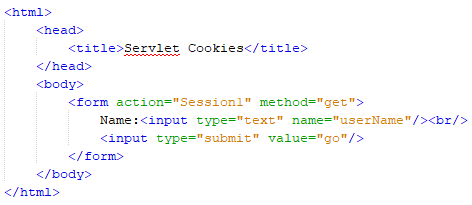 <html>
<head>
<title>Servlet Cookies</title>
</head>
<body>
<form action="Session1" method="get">
Name:<input type="text" name="userName"/><br/>
<input type="submit" value="go"/>
</form>
</body>
</html>